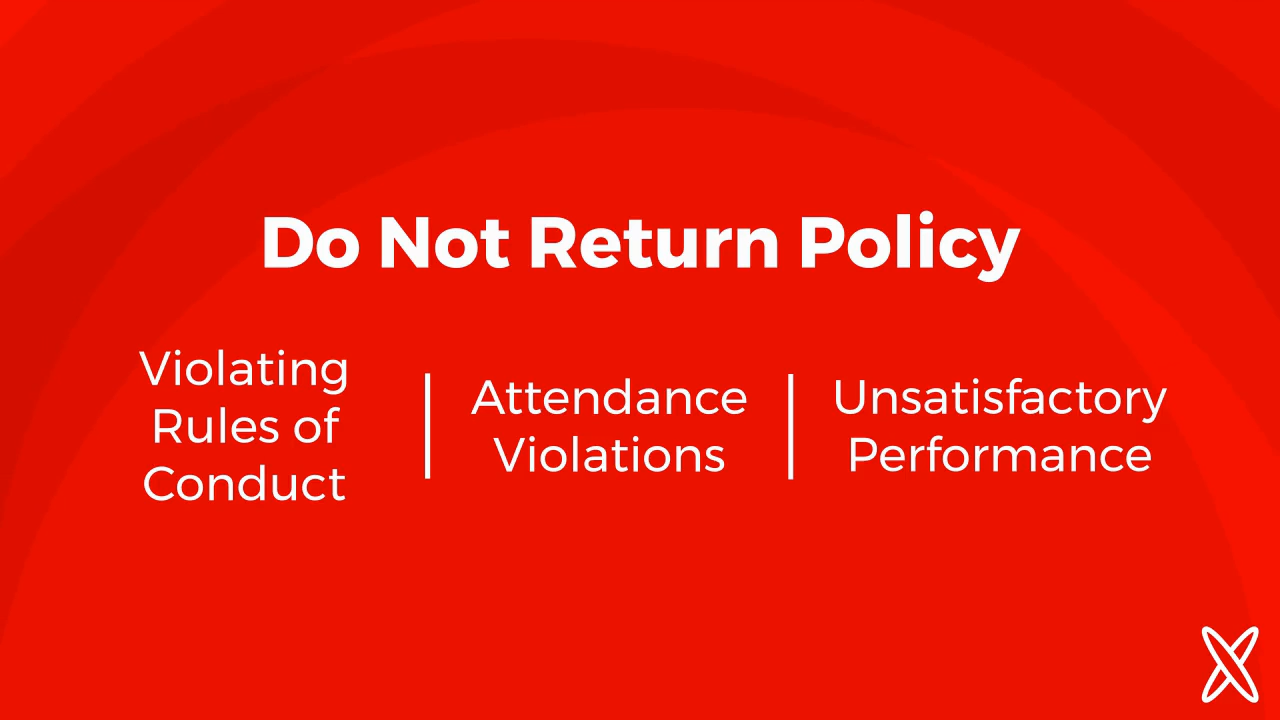 Do Not Return Policy
Violating
Rules of
Conduct
Attendance
Violations
Unsatisfactory
Performance